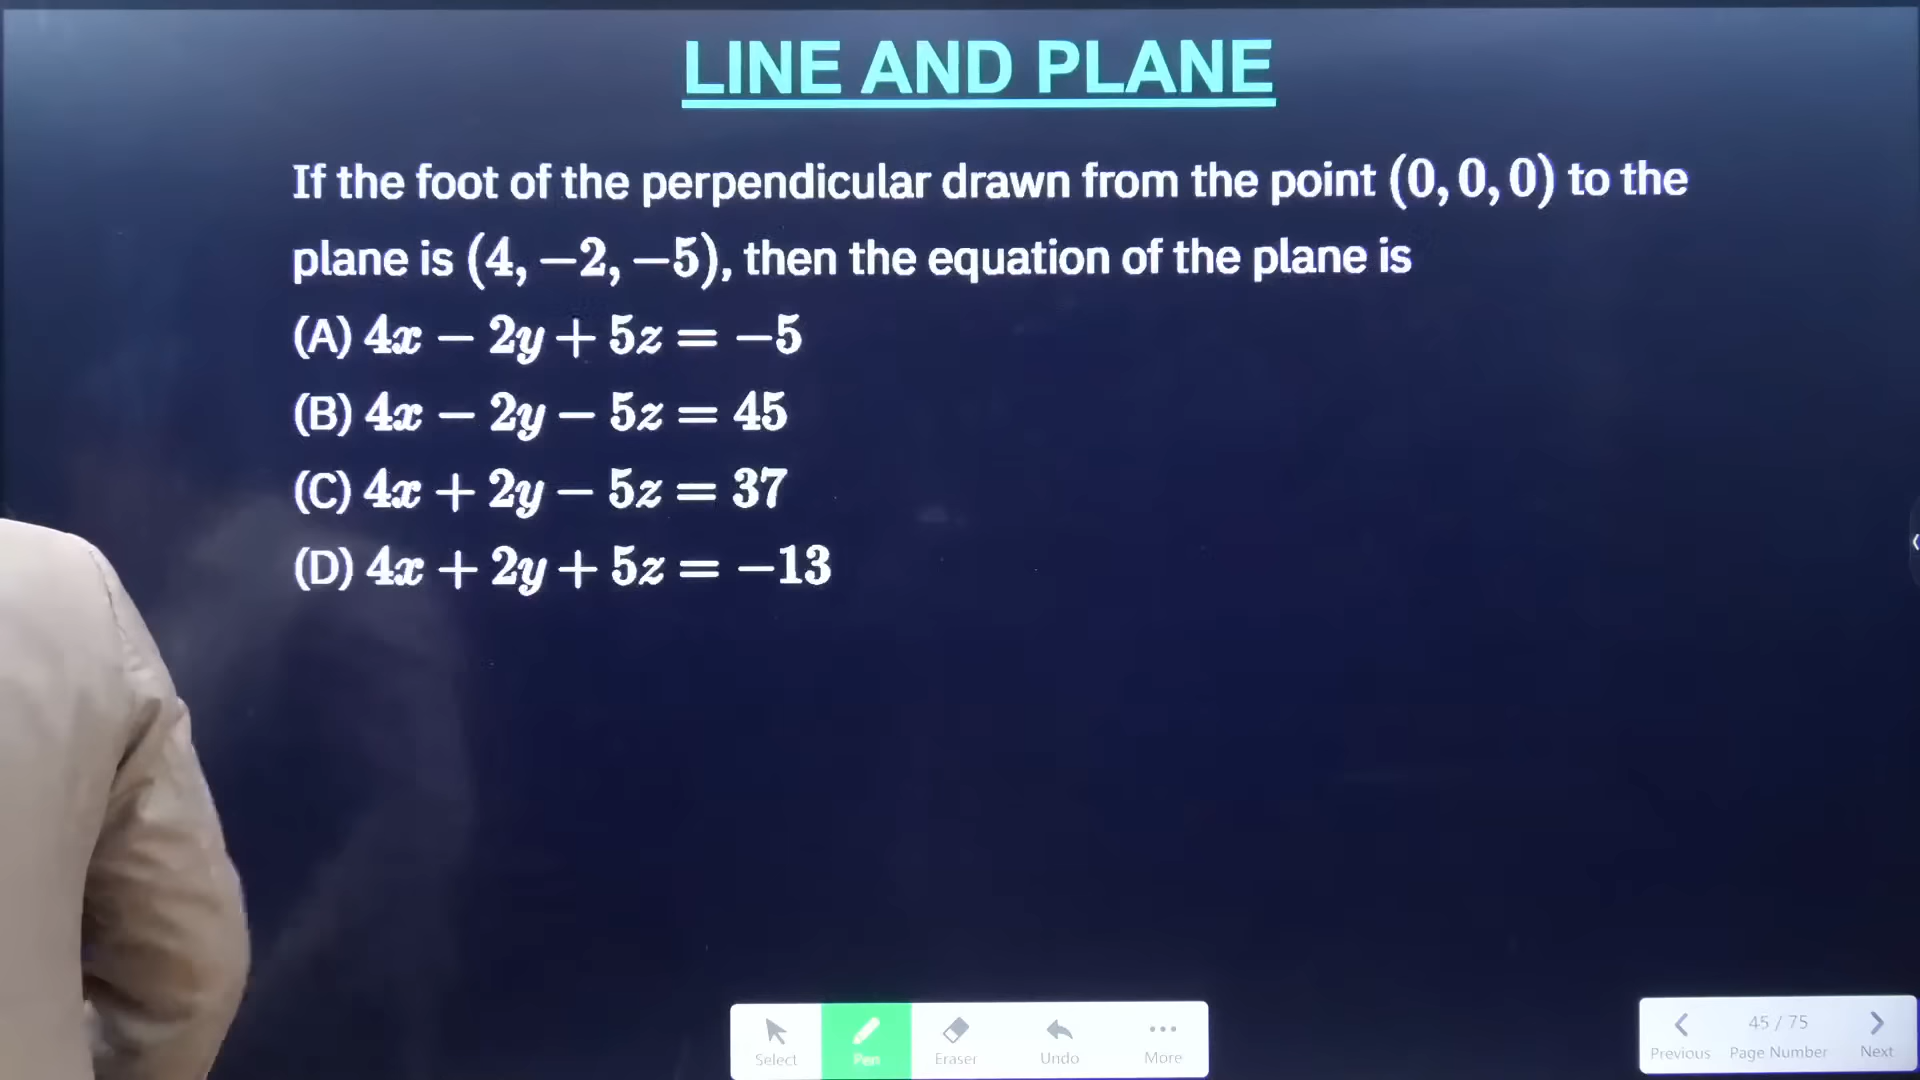 LINE AND PLANE
If the foot of the perpendicular drawn from the point (0, 0, 0) to the
plane is (4, −2, −5), then the equation of the plane is
(A) 4x − 2y + 5z = −5
(B) 4x − 2y − 5z = 45
(C) 4x + 2y − 5z = 37
(D) 4x + 2y + 5z = −13
Select Pen Eraser Undo More
45 / 75
Previous Page Number Next